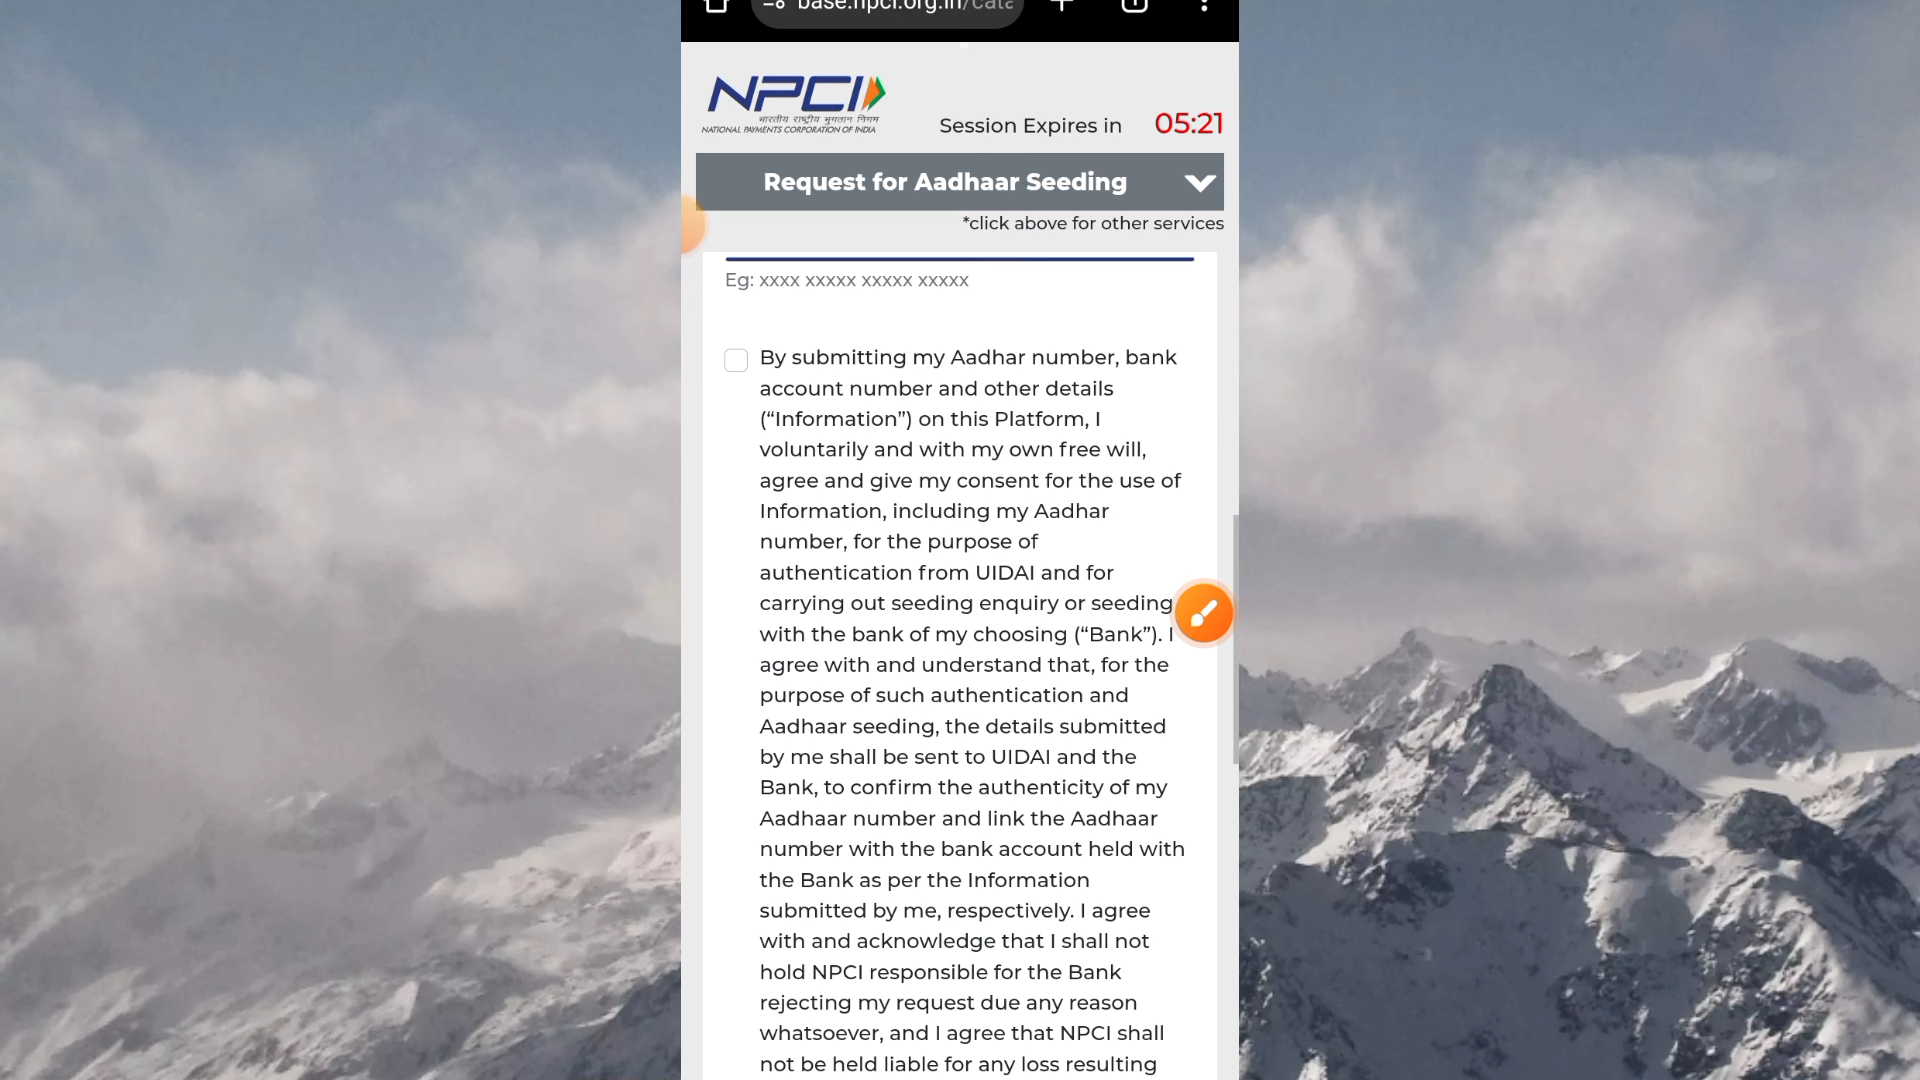 base.npci.org.in/cata
NPCI
भारतीय राष्ट्रीय भुगतान निगम
NATIONAL PAYMENTS CORPORATION OF INDIA
Session Expires in 05:21
Request for Aadhaar Seeding
*click above for other services
Eg: xxxx xxxxx xxxxx xxxxx
By submitting my Aadhar number, bank
account number and other details
(“Information”) on this Platform, I
voluntarily and with my own free will,
agree and give my consent for the use of
Information, including my Aadhar
number, for the purpose of
authentication from UIDAI and for
carrying out seeding enquiry or seeding
with the bank of my choosing (“Bank”). I
agree with and understand that, for the
purpose of such authentication and
Aadhaar seeding, the details submitted
by me shall be sent to UIDAI and the
Bank, to confirm the authenticity of my
Aadhaar number and link the Aadhaar
number with the bank account held with
the Bank as per the Information
submitted by me, respectively. I agree
with and acknowledge that I shall not
hold NPCI responsible for the Bank
rejecting my request due any reason
whatsoever, and I agree that NPCI shall
not be held liable for any loss resulting